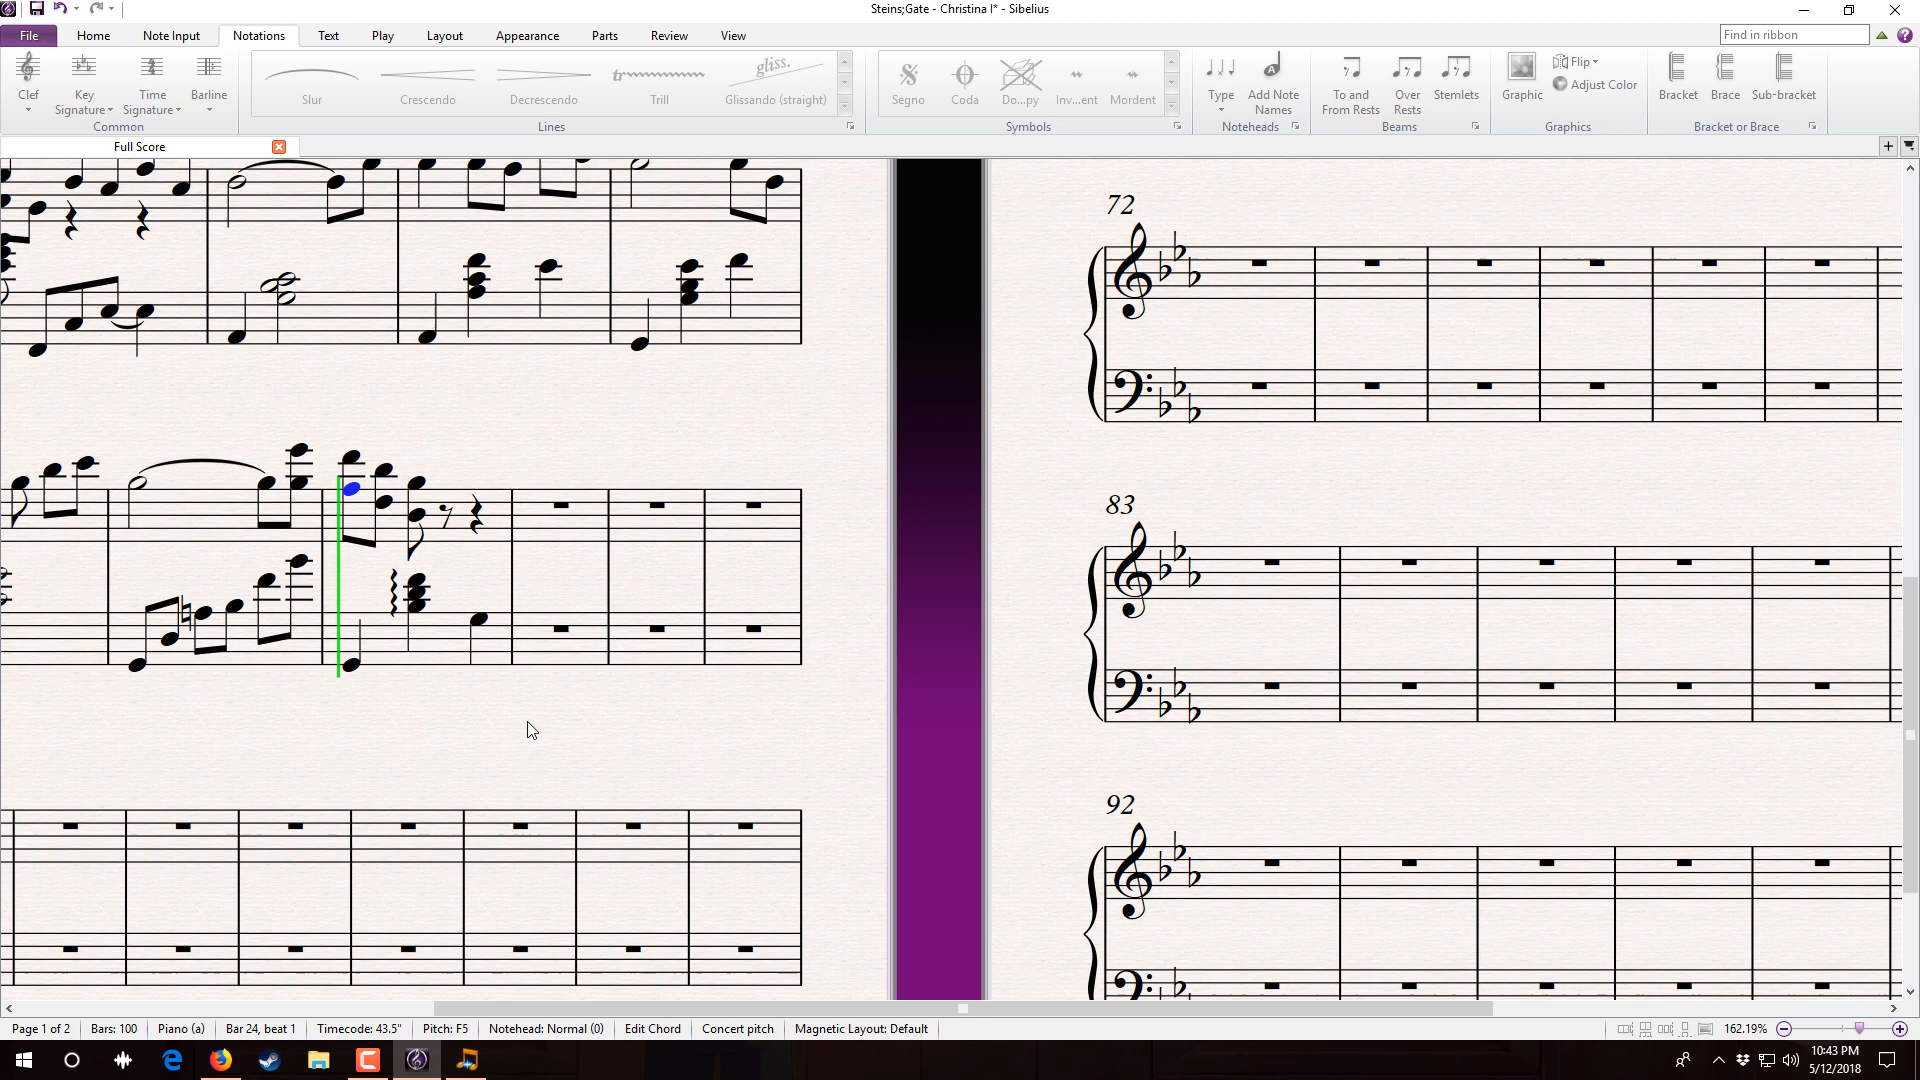 Steins;Gate - Christina I* - Sibelius
File Home Note Input Notations Text Play Layout Appearance Parts Review View Find in ribbon
Clef Key Signature Time Signature Barline
Common
Slur Crescendo Decrescendo Trill gliss. Glissando (straight)
Lines
Segno Coda Do...py Inv...ent Mordent
Symbols
Type Add Note Names
Noteheads
To and From Rests Over Rests Stemlets
Beams
Graphic Flip Adjust Color
Graphics
Bracket Brace Sub-bracket
Bracket or Brace
Full Score
72
83
92
Page 1 of 2 Bars: 100 Piano (a) Bar 24, beat 1 Timecode: 43.5" Pitch: F5 Notehead: Normal (0) Edit Chord Concert pitch Magnetic Layout: Default 162.19%
10:43 PM
5/12/2018